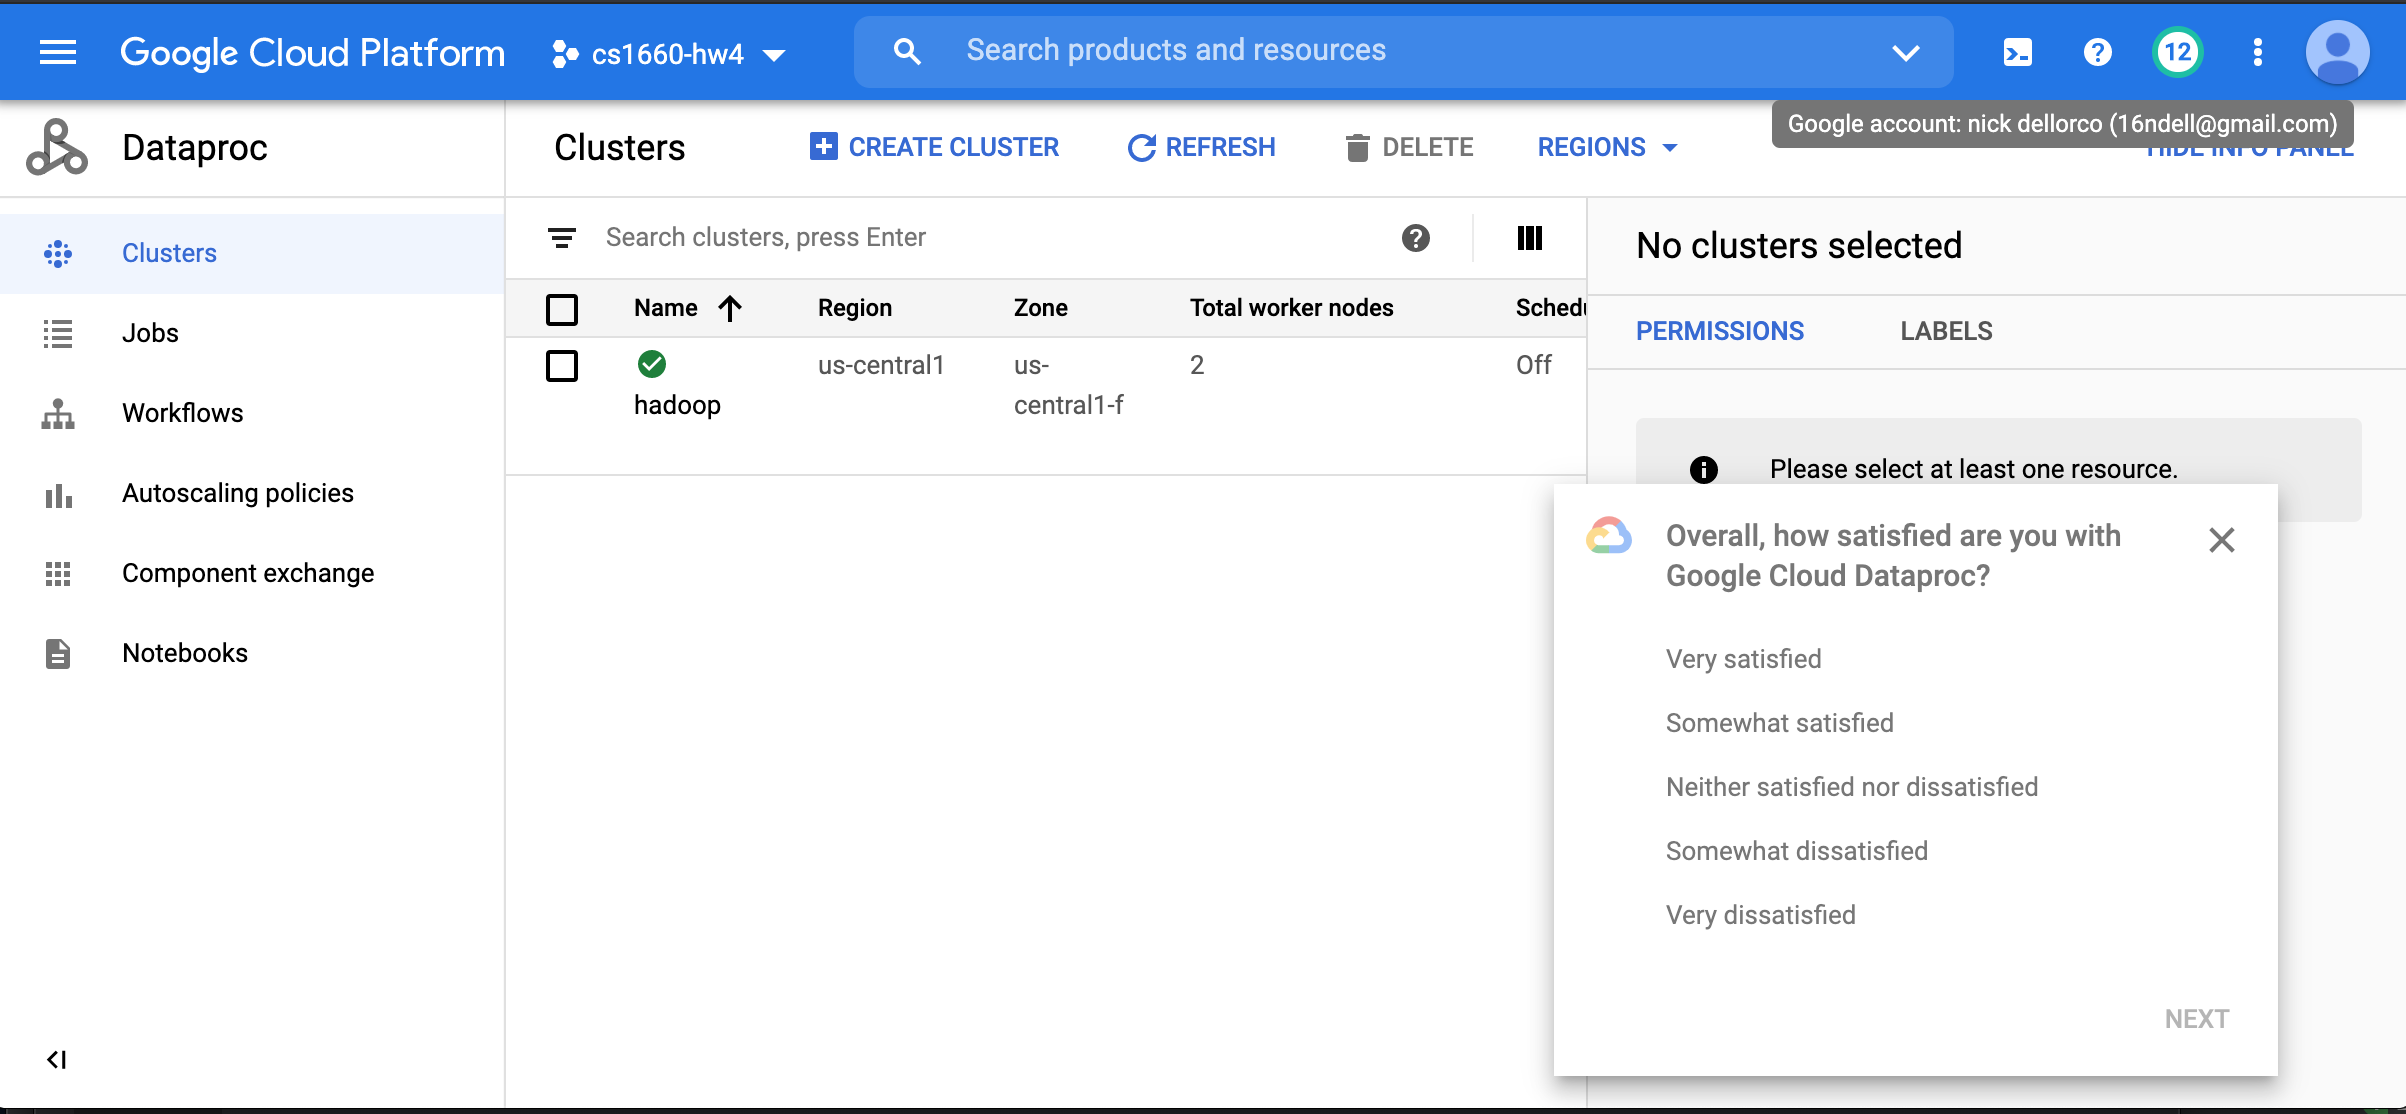 Google Cloud Platform
cs1660-hw4
Search products and resources
12
Google account: nick dellorco (16ndell@gmail.com)
Dataproc
Clusters
CREATE CLUSTER
REFRESH
DELETE
REGIONS
HIDE INFO PANEL
Clusters
Jobs
Workflows
Autoscaling policies
Component exchange
Notebooks
Search clusters, press Enter
Name
Region
Zone
Total worker nodes
Schedu
hadoop
us-central1
us-
central1-f
2
Off
No clusters selected
PERMISSIONS
LABELS
Please select at least one resource.
Overall, how satisfied are you with
Google Cloud Dataproc?
Very satisfied
Somewhat satisfied
Neither satisfied nor dissatisfied
Somewhat dissatisfied
Very dissatisfied
NEXT